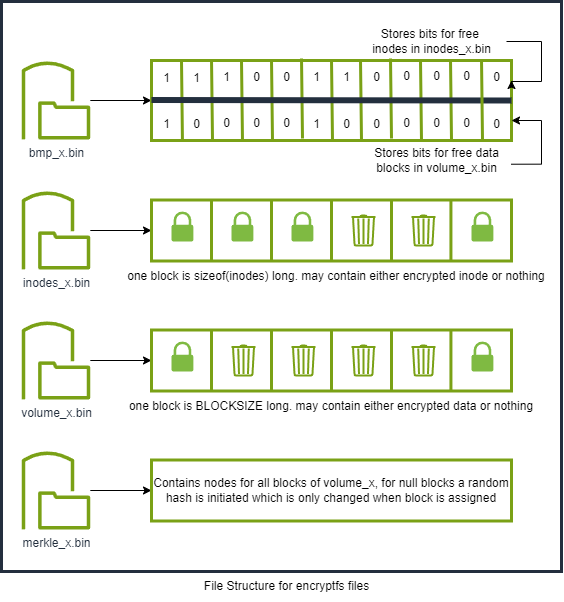 Stores bits for free
inodes in inodes_x.bin
1 1 1 0 0 1 1 0 0 0 0 0
1 0 0 0 0 1 0 0 0 0 0 0
bmp_x.bin
Stores bits for free data
blocks in volume_x.bin
inodes_x.bin
one block is sizeof(inodes) long. may contain either encrypted inode or nothing
volume_x.bin
one block is BLOCKSIZE long. may contain either encrypted data or nothing
Contains nodes for all blocks of volume_x, for null blocks a random
hash is initiated which is only changed when block is assigned
merkle_x.bin
File Structure for encryptfs files